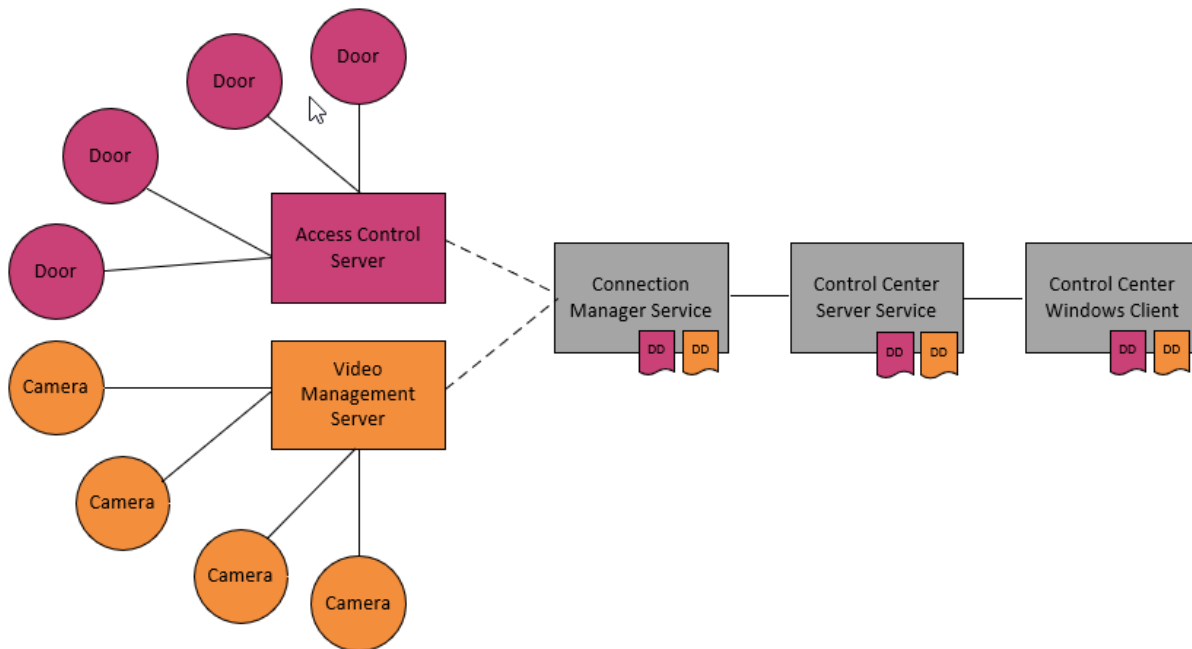 Door
Door
Door
Door
Access Control
Server
Connection
Manager Service
DD
DD
Control Center
Server Service
DD
DD
Control Center
Windows Client
DD
DD
Video
Management
Server
Camera
Camera
Camera
Camera